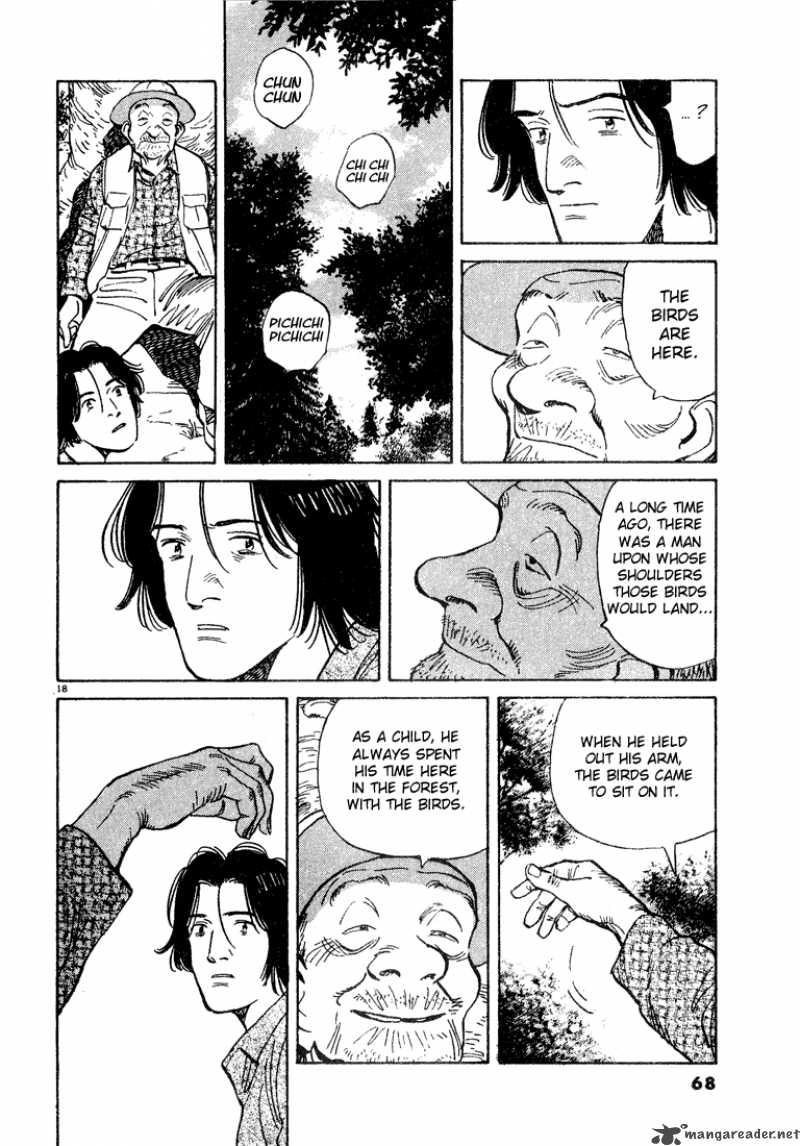 ...?
CHUN
CHUN
CHI CHI
CHI CHI
PICHICHI
PICHICHI
THE
BIRDS
ARE
HERE.
A LONG TIME
AGO, THERE
WAS A MAN
UPON WHOSE
SHOULDERS
THOSE BIRDS
WOULD LAND...
18
WHEN HE HELD
OUT HIS ARM,
THE BIRDS CAME
TO SIT ON IT.
AS A CHILD, HE
ALWAYS SPENT
HIS TIME HERE
IN THE FOREST,
WITH THE BIRDS.
68
mangareader.net